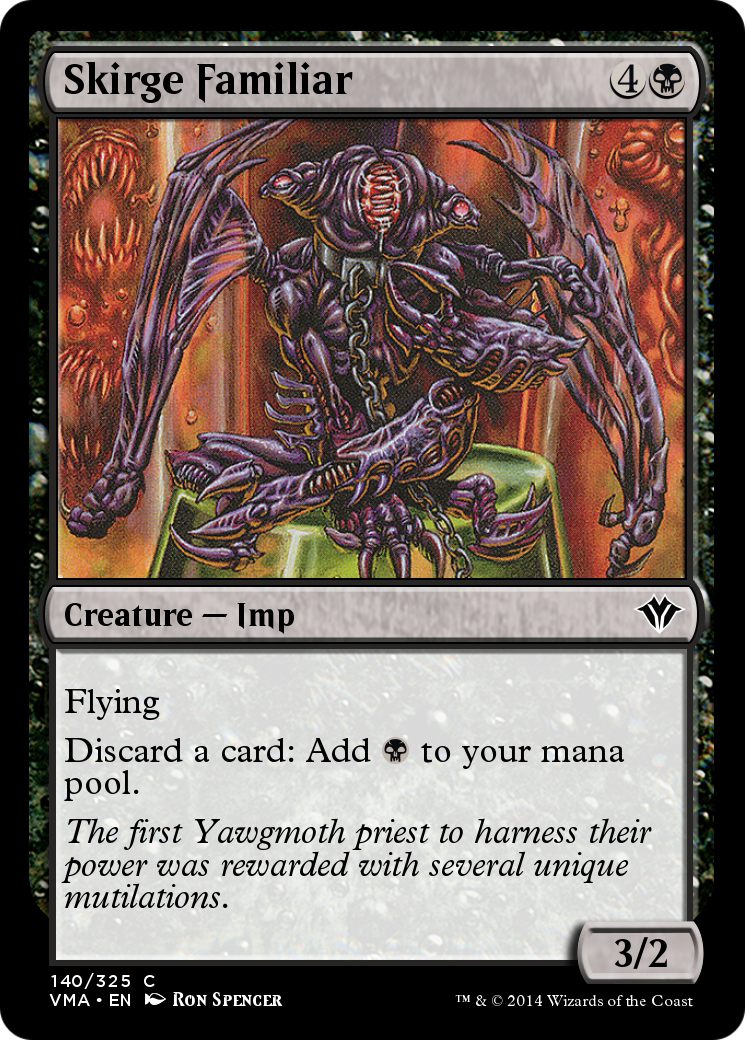 Skirge Familiar 4
Creature — Imp
Flying
Discard a card: Add to your mana
pool.
The first Yawgmoth priest to harness their
power was rewarded with several unique
mutilations.
3/2
140/325 C
VMA • EN Ron Spencer
™ & © 2014 Wizards of the Coast